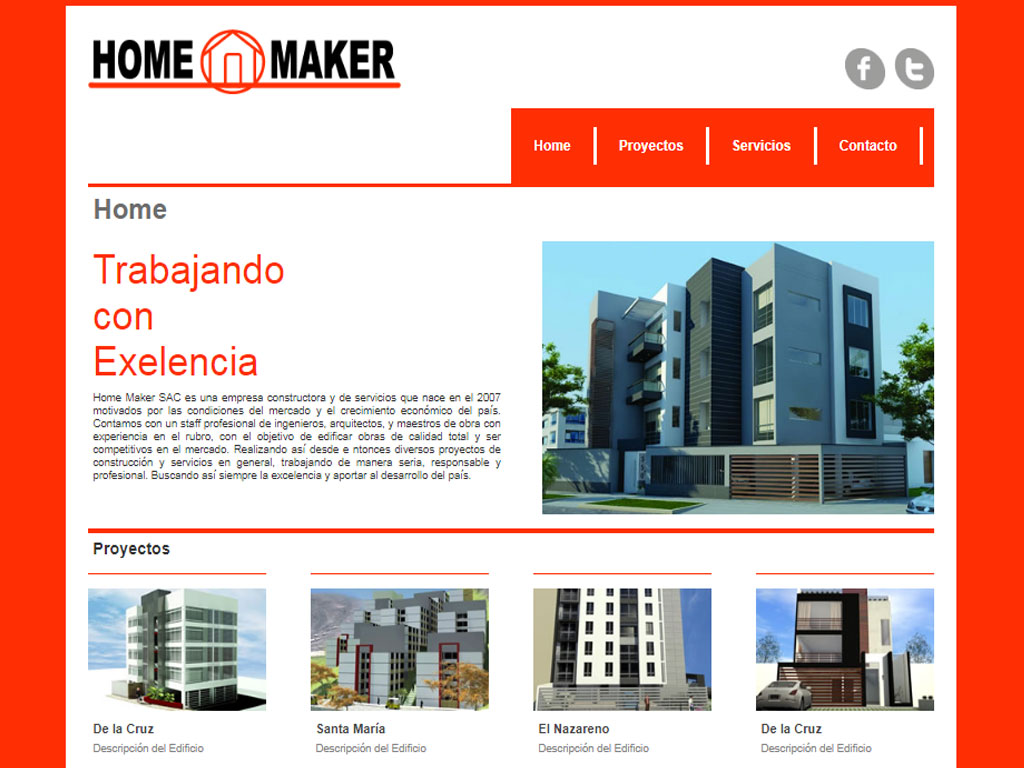 HOME MAKER
f t
Home Proyectos Servicios Contacto
Home
Trabajando
con
Exelencia
Home Maker SAC es una empresa constructora y de servicios que nace en el 2007
motivados por las condiciones del mercado y el crecimiento económico del país.
Contamos con un staff profesional de ingenieros, arquitectos, y maestros de obra con
experiencia en el rubro, con el objetivo de edificar obras de calidad total y ser
competitivos en el mercado. Realizando así desde e ntonces diversos proyectos de
construcción y servicios en general, trabajando de manera seria, responsable y
profesional. Buscando así siempre la excelencia y aportar al desarrollo del país.
Proyectos
De la Cruz Santa María El Nazareno De la Cruz
Descripción del Edificio Descripción del Edificio Descripción del Edificio Descripción del Edificio